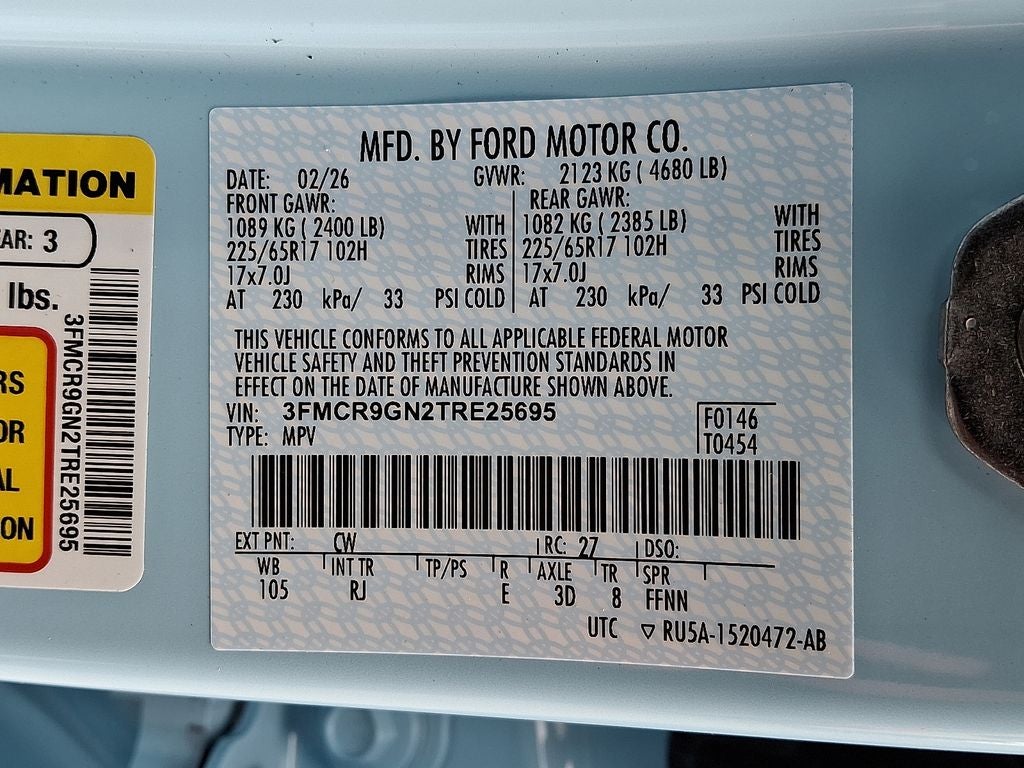 MATION
EAR: 3
lbs.
3FMCR9GN2TRE25695
RS
OR
AL
ON
MFD. BY FORD MOTOR CO.
DATE: 02/26 GVWR: 2123 KG ( 4680 LB)
FRONT GAWR: REAR GAWR:
1089 KG ( 2400 LB) WITH 1082 KG ( 2385 LB) WITH
225/65R17 102H TIRES 225/65R17 102H TIRES
17x7.0J RIMS 17x7.0J RIMS
AT 230 kPa/ 33 PSI COLD AT 230 kPa/ 33 PSI COLD
THIS VEHICLE CONFORMS TO ALL APPLICABLE FEDERAL MOTOR
VEHICLE SAFETY AND THEFT PREVENTION STANDARDS IN
EFFECT ON THE DATE OF MANUFACTURE SHOWN ABOVE.
VIN: 3FMCR9GN2TRE25695 F0146
TYPE: MPV T0454
EXT PNT: CW RC: 27 DSO:
WB INT TR TP/PS R AXLE TR SPR
105 RJ E 3D 8 FFNN
UTC ▽ RU5A-1520472-AB